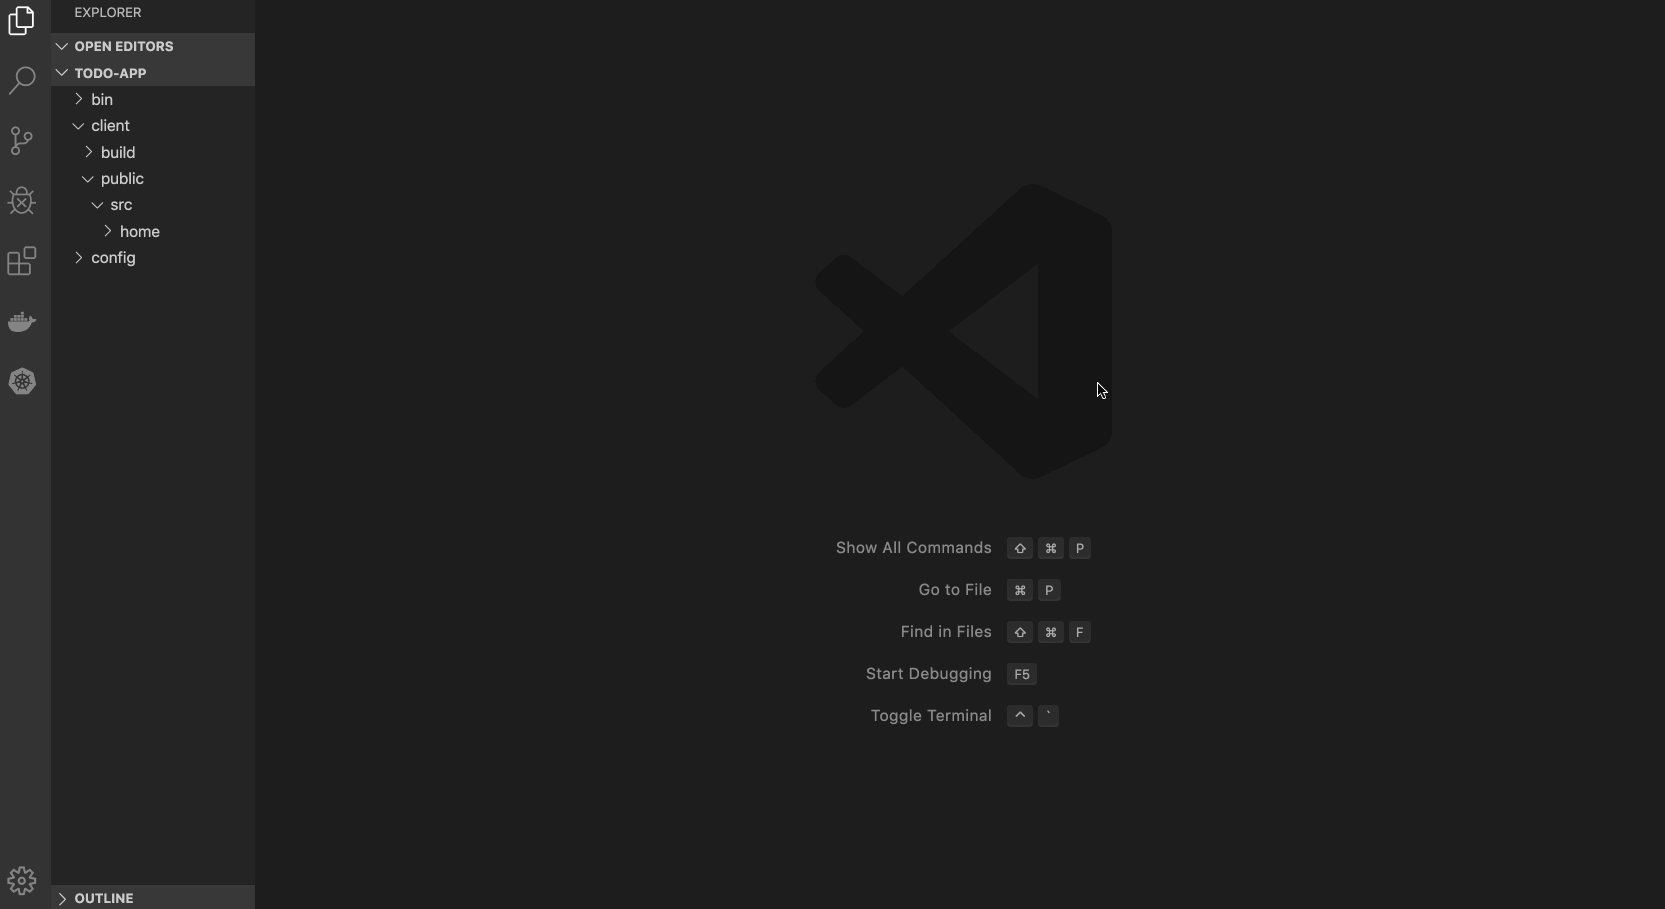 EXPLORER
OPEN EDITORS
TODO-APP
bin
client
build
public
src
home
config
OUTLINE
Show All Commands ⇧ ⌘ P
Go to File ⌘ P
Find in Files ⇧ ⌘ F
Start Debugging F5
Toggle Terminal ^ `